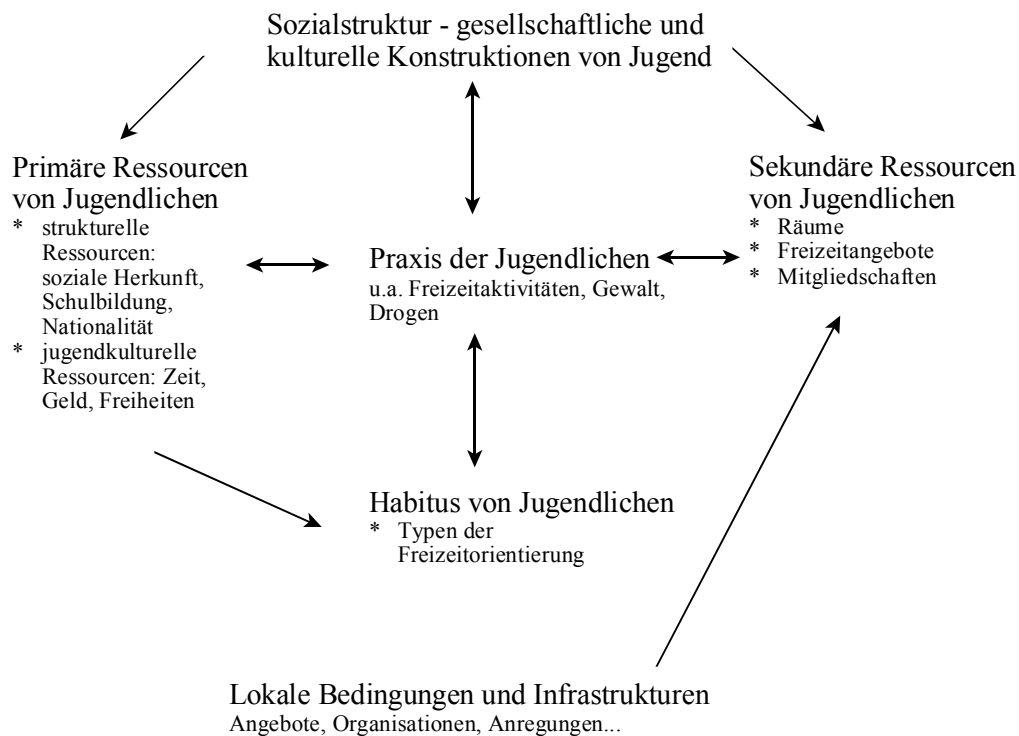 Sozialstruktur - gesellschaftliche und
kulturelle Konstruktionen von Jugend
Primäre Ressourcen
von Jugendlichen
* strukturelle
Ressourcen:
soziale Herkunft,
Schulbildung,
Nationalität
* jugendkulturelle
Ressourcen: Zeit,
Geld, Freiheiten
Praxis der Jugendlichen
u.a. Freizeitaktivitäten, Gewalt,
Drogen
Sekundäre Ressourcen
von Jugendlichen
* Räume
* Freizeitangebote
* Mitgliedschaften
Habitus von Jugendlichen
* Typen der
Freizeitorientierung
Lokale Bedingungen und Infrastrukturen
Angebote, Organisationen, Anregungen...